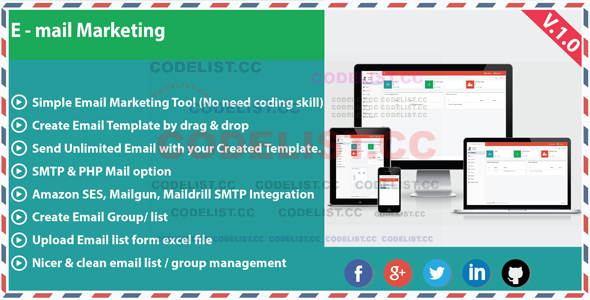 E - mail Marketing
V.1.0
CODELIST.CC
Simple Email Marketing Tool (No need coding skill)
Create Email Template by drag & drop
Send Unlimited Email with your Created Template.
SMTP & PHP Mail option
Amazon SES, Mailgun, Maildrill SMTP Integration
Create Email Group/ list
Upload Email list form excel file
Nicer & clean email list / group management